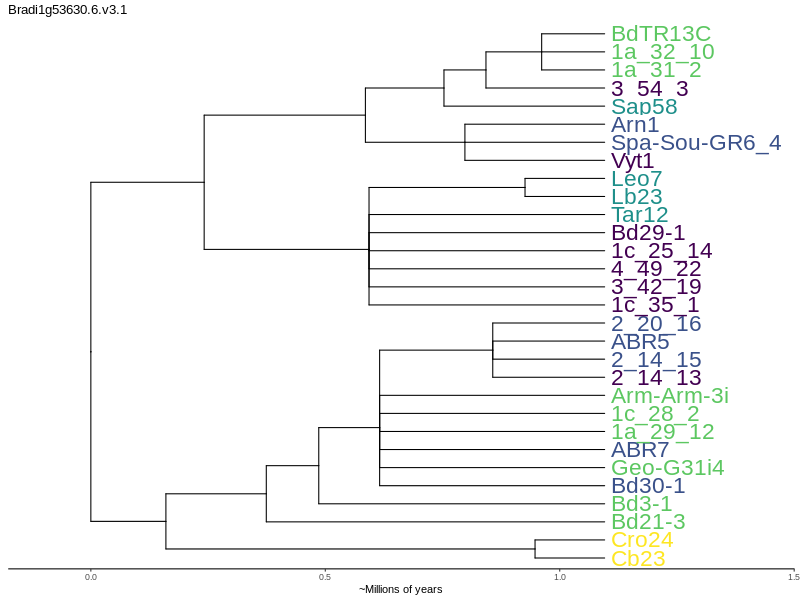 Bradi1g53630.6.v3.1
BdTR13C
1a_32_10
1a_31_2
3_54_3
Sap58
Arn1
Spa-Sou-GR6_4
Vyt1
Leo7
Lb23
Tar12
Bd29-1
1c_25_14
4_49_22
3_42_19
1c_35_1
2_20_16
ABR5
2_14_15
2_14_13
Arm-Arm-3i
1c_28_2
1a_29_12
ABR7
Geo-G31i4
Bd30-1
Bd3-1
Bd21-3
Cro24
Cb23
0.0 0.5 1.0 1.5
~Millions of years